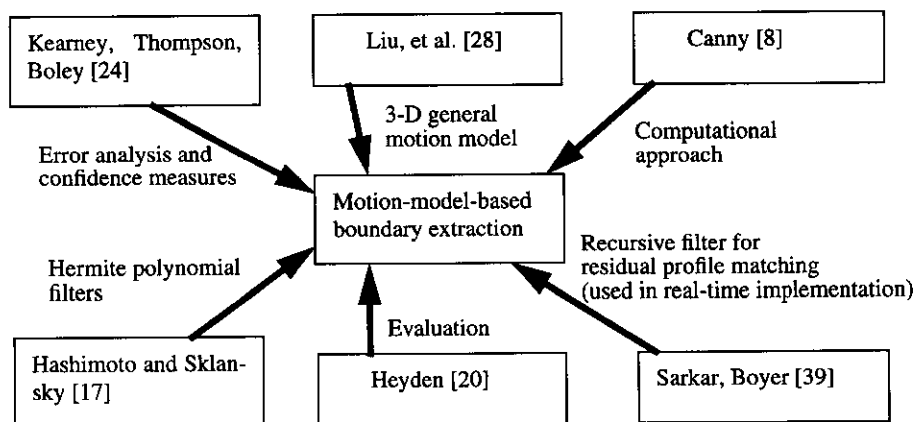 Kearney, Thompson,
Boley [24]
Liu, et al. [28]
Canny [8]
3-D general
motion model
Computational
approach
Error analysis and
confidence measures
Motion-model-based
boundary extraction
Hermite polynomial
filters
Recursive filter for
residual profile matching
(used in real-time implementation)
Evaluation
Hashimoto and Sklan-
sky [17]
Heyden [20]
Sarkar, Boyer [39]